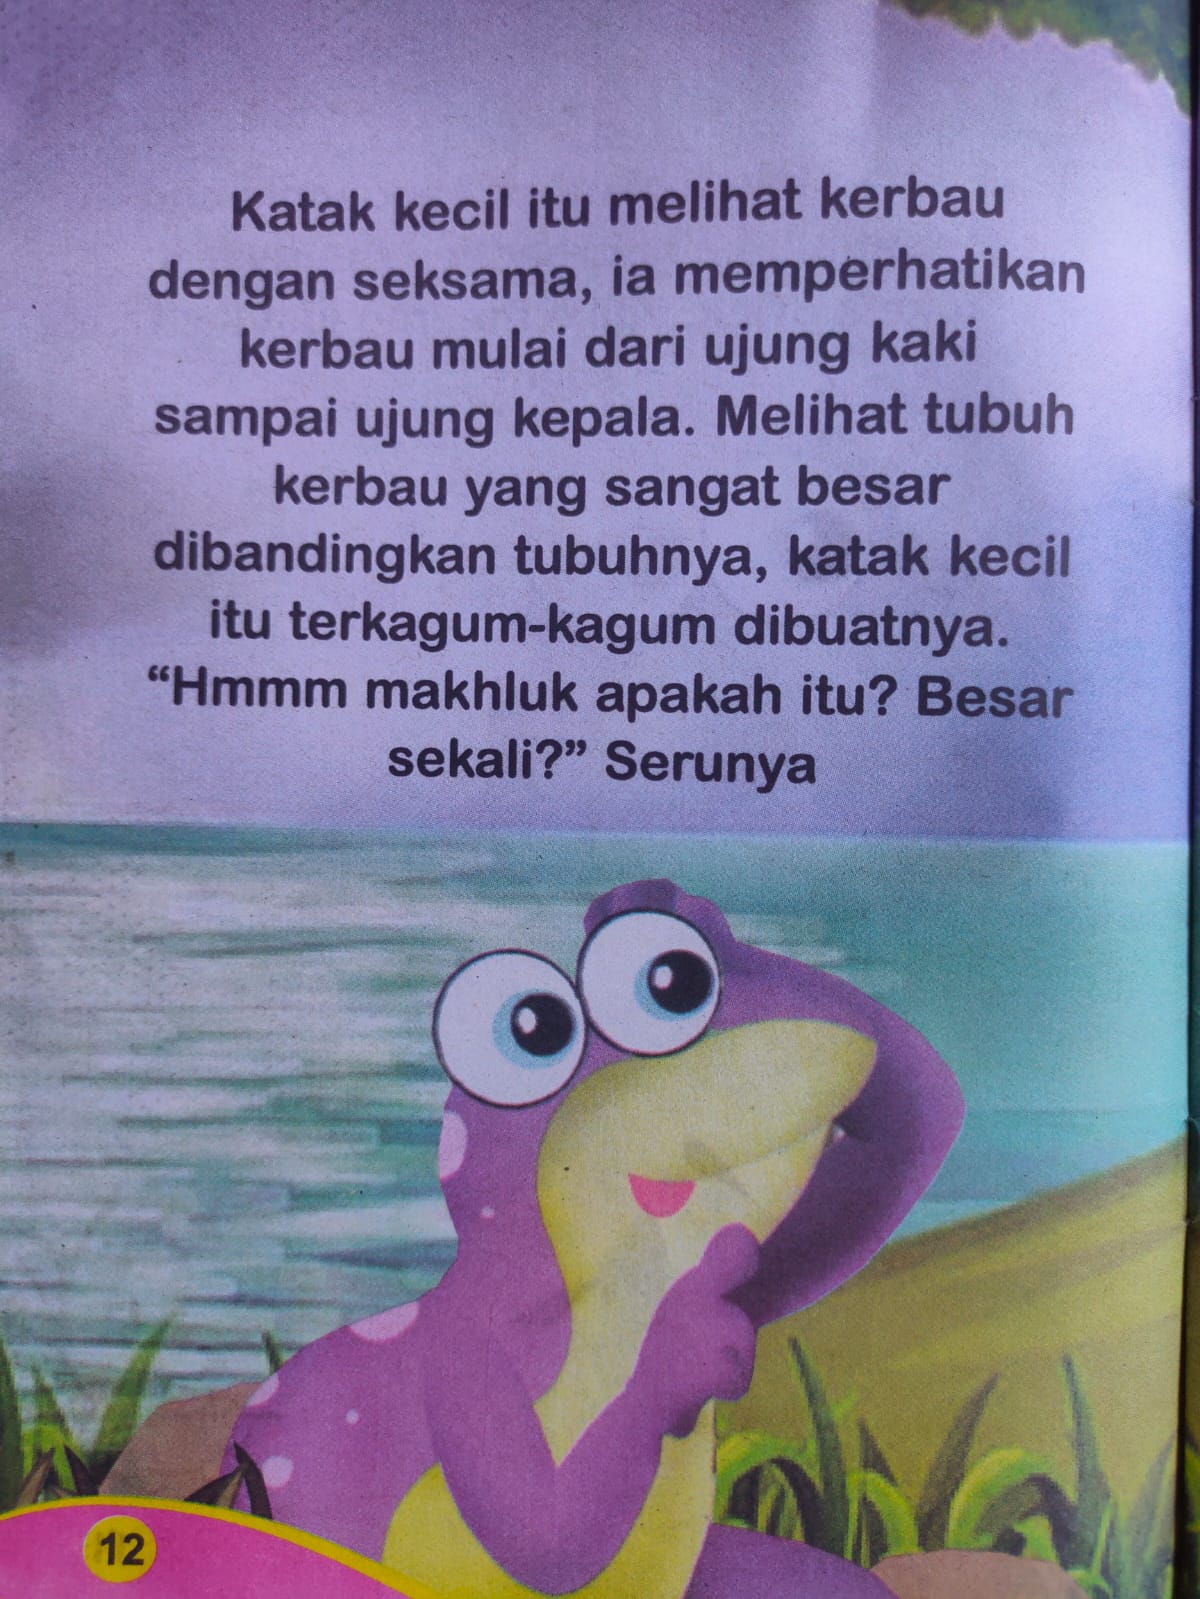 Katak kecil itu melihat kerbau
dengan seksama, ia memperhatikan
kerbau mulai dari ujung kaki
sampai ujung kepala. Melihat tubuh
kerbau yang sangat besar
dibandingkan tubuhnya, katak kecil
itu terkagum-kagum dibuatnya.
“Hmmm makhluk apakah itu? Besar
sekali?” Serunya
12